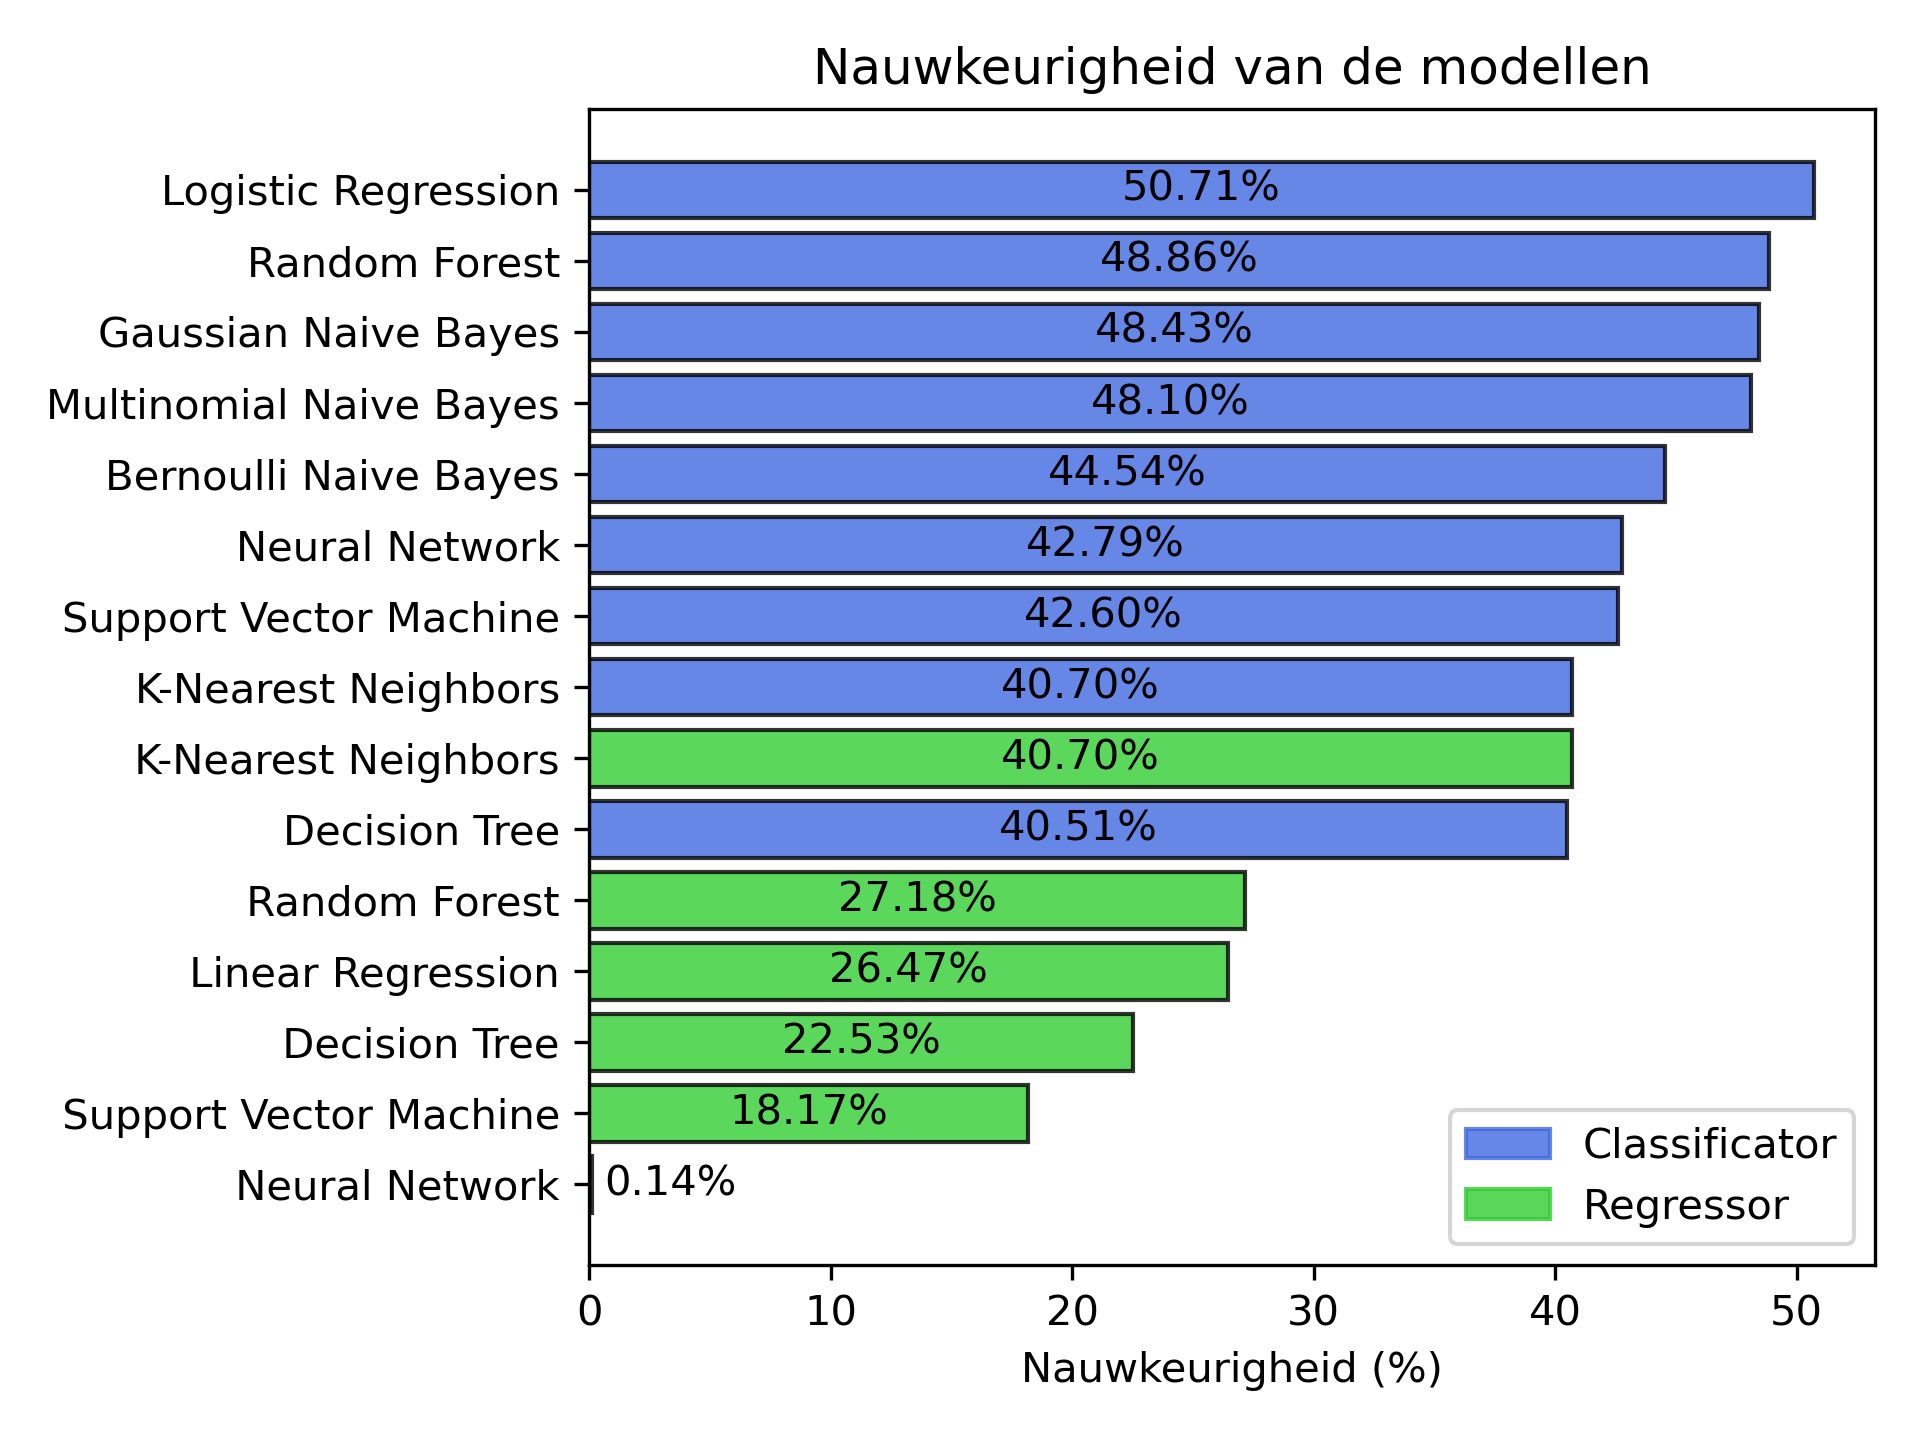 Nauwkeurigheid van de modellen
Logistic Regression 50.71%
Random Forest 48.86%
Gaussian Naive Bayes 48.43%
Multinomial Naive Bayes 48.10%
Bernoulli Naive Bayes 44.54%
Neural Network 42.79%
Support Vector Machine 42.60%
K-Nearest Neighbors 40.70%
K-Nearest Neighbors 40.70%
Decision Tree 40.51%
Random Forest 27.18%
Linear Regression 26.47%
Decision Tree 22.53%
Support Vector Machine 18.17%
Neural Network 0.14%
Classificator
Regressor
0 10 20 30 40 50
Nauwkeurigheid (%)